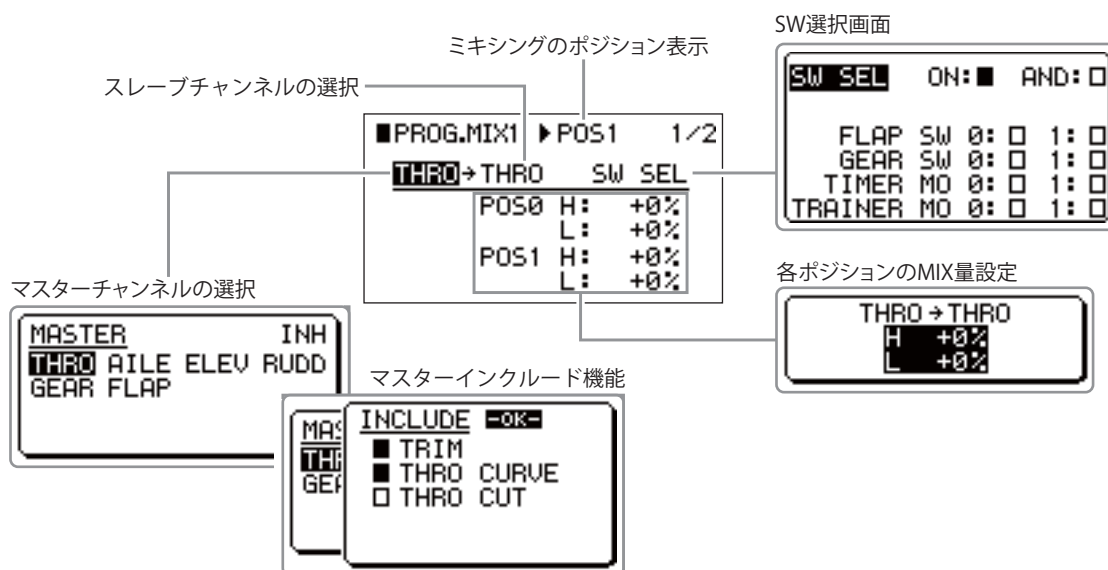 SW選択画面
ミキシングのポジション表示
スレーブチャンネルの選択
SW SEL ON:■ AND:□
FLAP SW 0:□ 1:□
GEAR SW 0:□ 1:□
TIMER MO 0:□ 1:□
TRAINER MO 0:□ 1:□
■PROG.MIX1 ▶POS1 1/2
THRO→THRO SW SEL
POS0 H: +0%
L: +0%
POS1 H: +0%
L: +0%
各ポジションのMIX量設定
THRO→THRO
H +0%
L +0%
マスターチャンネルの選択
MASTER INH
THRO AILE ELEV RUDD
GEAR FLAP
マスターインクルード機能
INCLUDE -OK-
■ TRIM
■ THRO CURVE
□ THRO CUT